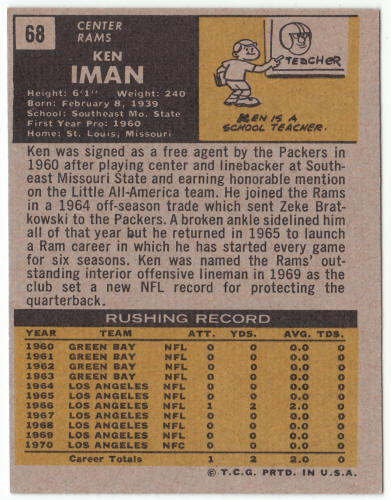 68
CENTER
RAMS
KEN
IMAN
Height: 6'1" Weight: 240
Born: February 8, 1939
School: Southeast Mo. State
First Year Pro: 1960
Home: St. Louis, Missouri
TEACHER
KEN IS A
SCHOOL TEACHER.
Ken was signed as a free agent by the Packers in
1960 after playing center and linebacker at South-
east Missouri State and earning honorable mention
on the Little All-America team. He joined the Rams
in a 1964 off-season trade which sent Zeke Brat-
kowski to the Packers. A broken ankle sidelined him
all of that year but he returned in 1965 to launch
a Ram career in which he has started every game
for six seasons. Ken was named the Rams' out-
standing interior offensive lineman in 1969 as the
club set a new NFL record for protecting the
quarterback.
RUSHING RECORD
YEAR TEAM ATT. YDS. AVG. TDS.
1960 GREEN BAY NFL 0 0 0.0 0
1961 GREEN BAY NFL 0 0 0.0 0
1962 GREEN BAY NFL 0 0 0.0 0
1963 GREEN BAY NFL 0 0 0.0 0
1964 LOS ANGELES NFL 0 0 0.0 0
1965 LOS ANGELES NFL 0 0 0.0 0
1966 LOS ANGELES NFL 1 2 2.0 0
1967 LOS ANGELES NFL 0 0 0.0 0
1968 LOS ANGELES NFL 0 0 0.0 0
1969 LOS ANGELES NFL 0 0 0.0 0
1970 LOS ANGELES NFC 0 0 0.0 0
Career Totals 1 2 2.0 0
© T.C.G. PRTD. IN U.S.A.